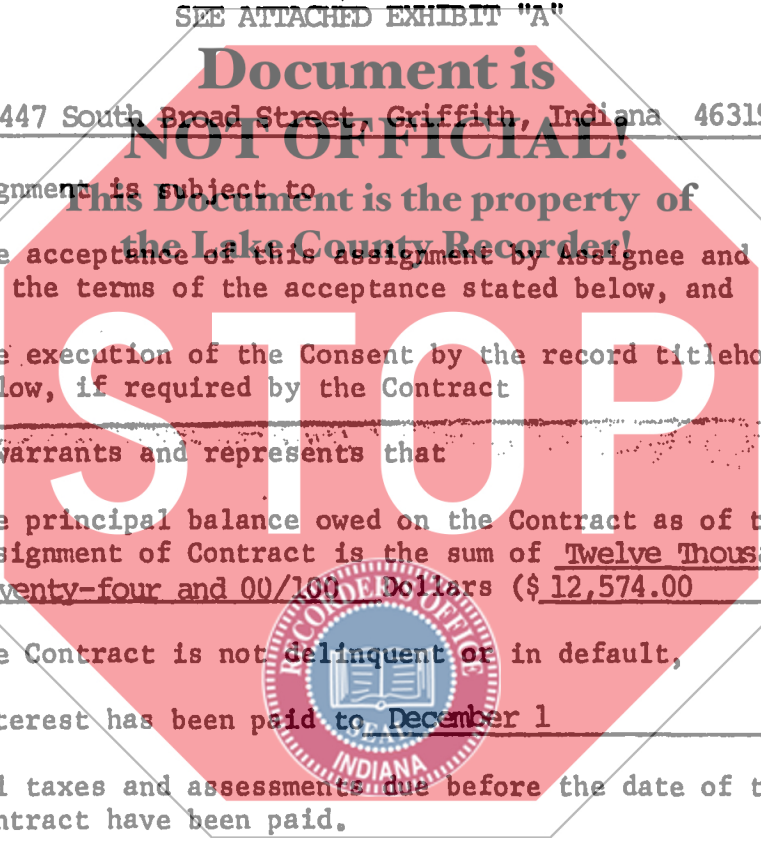 SEE ATTACHED EXHIBIT "A"
Document is
447 South Broad Street, Griffith, Indiana 46319
NOT OFFICIAL!
gnment is subject to
This Document is the property of
the Lake County Recorder!
e acceptance of this assignment by Assignee and
the terms of the acceptance stated below, and
STOP
e execution of the Consent by the record titleho
low, if required by the Contract
warrants and represents that
e principal balance owed on the Contract as of t
signment of Contract is the sum of Twelve Thousa
venty-four and 00/100 Dollars ($ 12,574.00
RECORDER'S OFFICE
e Contract is not delinquent or in default,
terest has been paid to December 1
SEAL
INDIANA
l taxes and assessments due before the date of t
ntract have been paid.